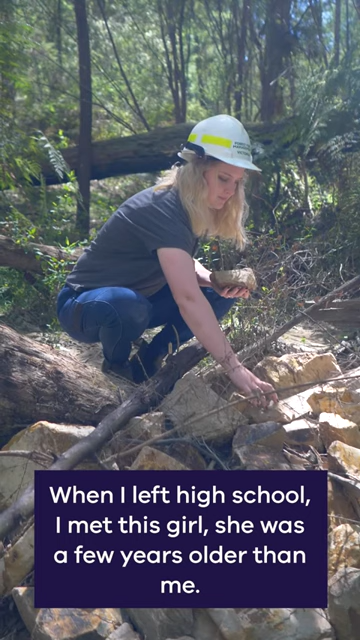 When I left high school,
I met this girl, she was
a few years older than
me.